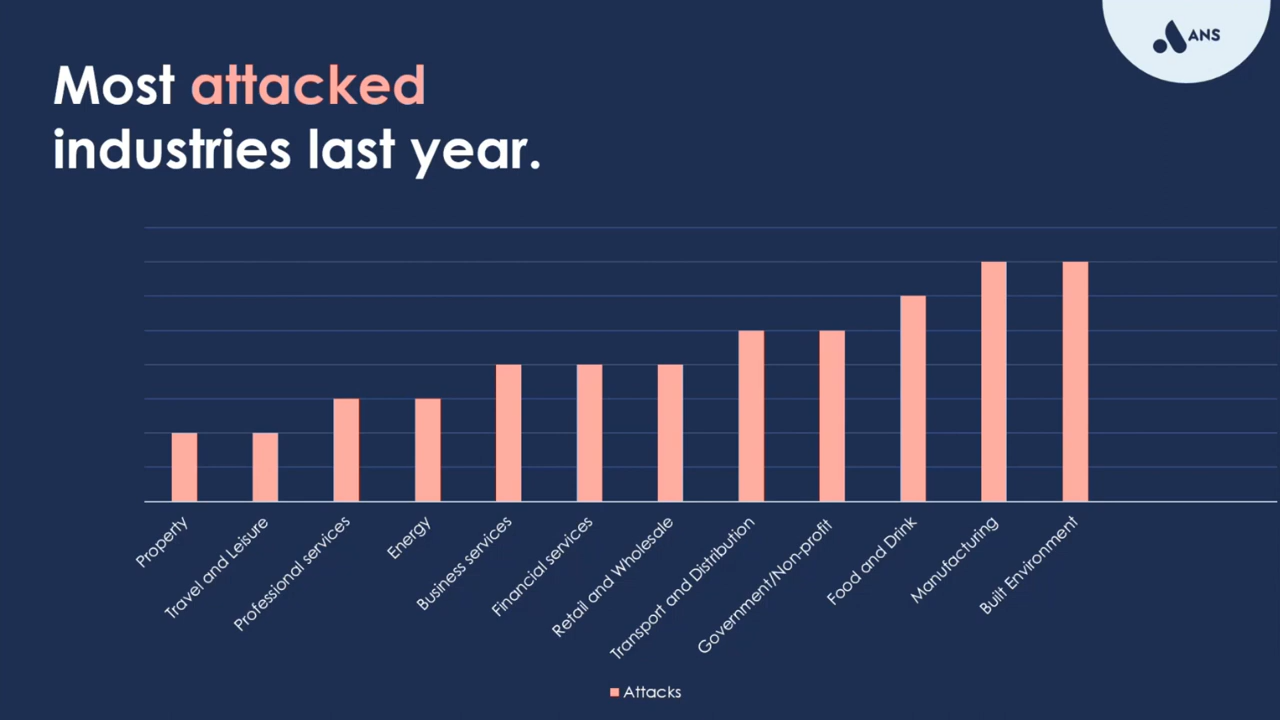 ANS
Most attacked
industries last year.
Property
Travel and Leisure
Professional services
Energy
Business services
Financial services
Retail and Wholesale
Transport and Distribution
Government/Non-profit
Food and Drink
Manufacturing
Built Environment
Attacks